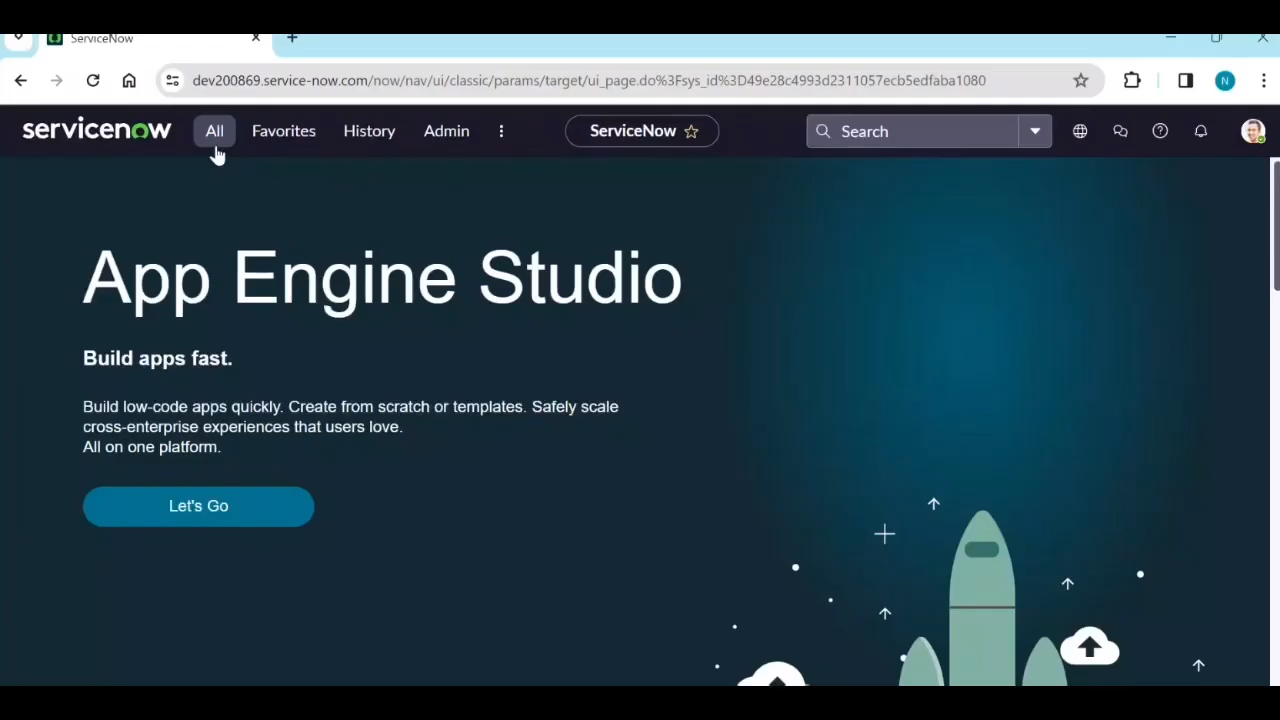 ServiceNow
dev200869.service-now.com/now/nav/ui/classic/params/target/ui_page.do%3Fsys_id%3D49e28c4993d2311057ecb5edfaba1080
N
servicenow All Favorites History Admin ServiceNow Search
App Engine Studio
Build apps fast.
Build low-code apps quickly. Create from scratch or templates. Safely scale
cross-enterprise experiences that users love.
All on one platform.
Let's Go